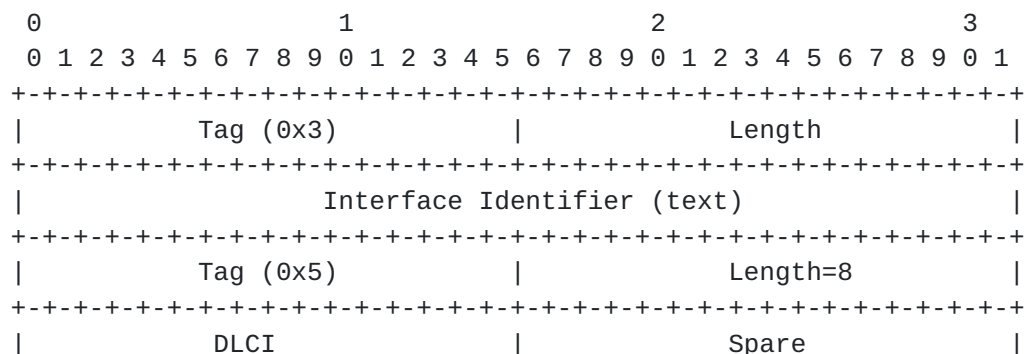 0                   1                   2                   3
 0 1 2 3 4 5 6 7 8 9 0 1 2 3 4 5 6 7 8 9 0 1 2 3 4 5 6 7 8 9 0 1
+-+-+-+-+-+-+-+-+-+-+-+-+-+-+-+-+-+-+-+-+-+-+-+-+-+-+-+-+-+-+-+-+
|           Tag (0x3)           |             Length            |
+-+-+-+-+-+-+-+-+-+-+-+-+-+-+-+-+-+-+-+-+-+-+-+-+-+-+-+-+-+-+-+-+
|                   Interface Identifier (text)                 |
+-+-+-+-+-+-+-+-+-+-+-+-+-+-+-+-+-+-+-+-+-+-+-+-+-+-+-+-+-+-+-+-+
|           Tag (0x5)           |             Length=8          |
+-+-+-+-+-+-+-+-+-+-+-+-+-+-+-+-+-+-+-+-+-+-+-+-+-+-+-+-+-+-+-+-+
|            DLCI               |             Spare             |